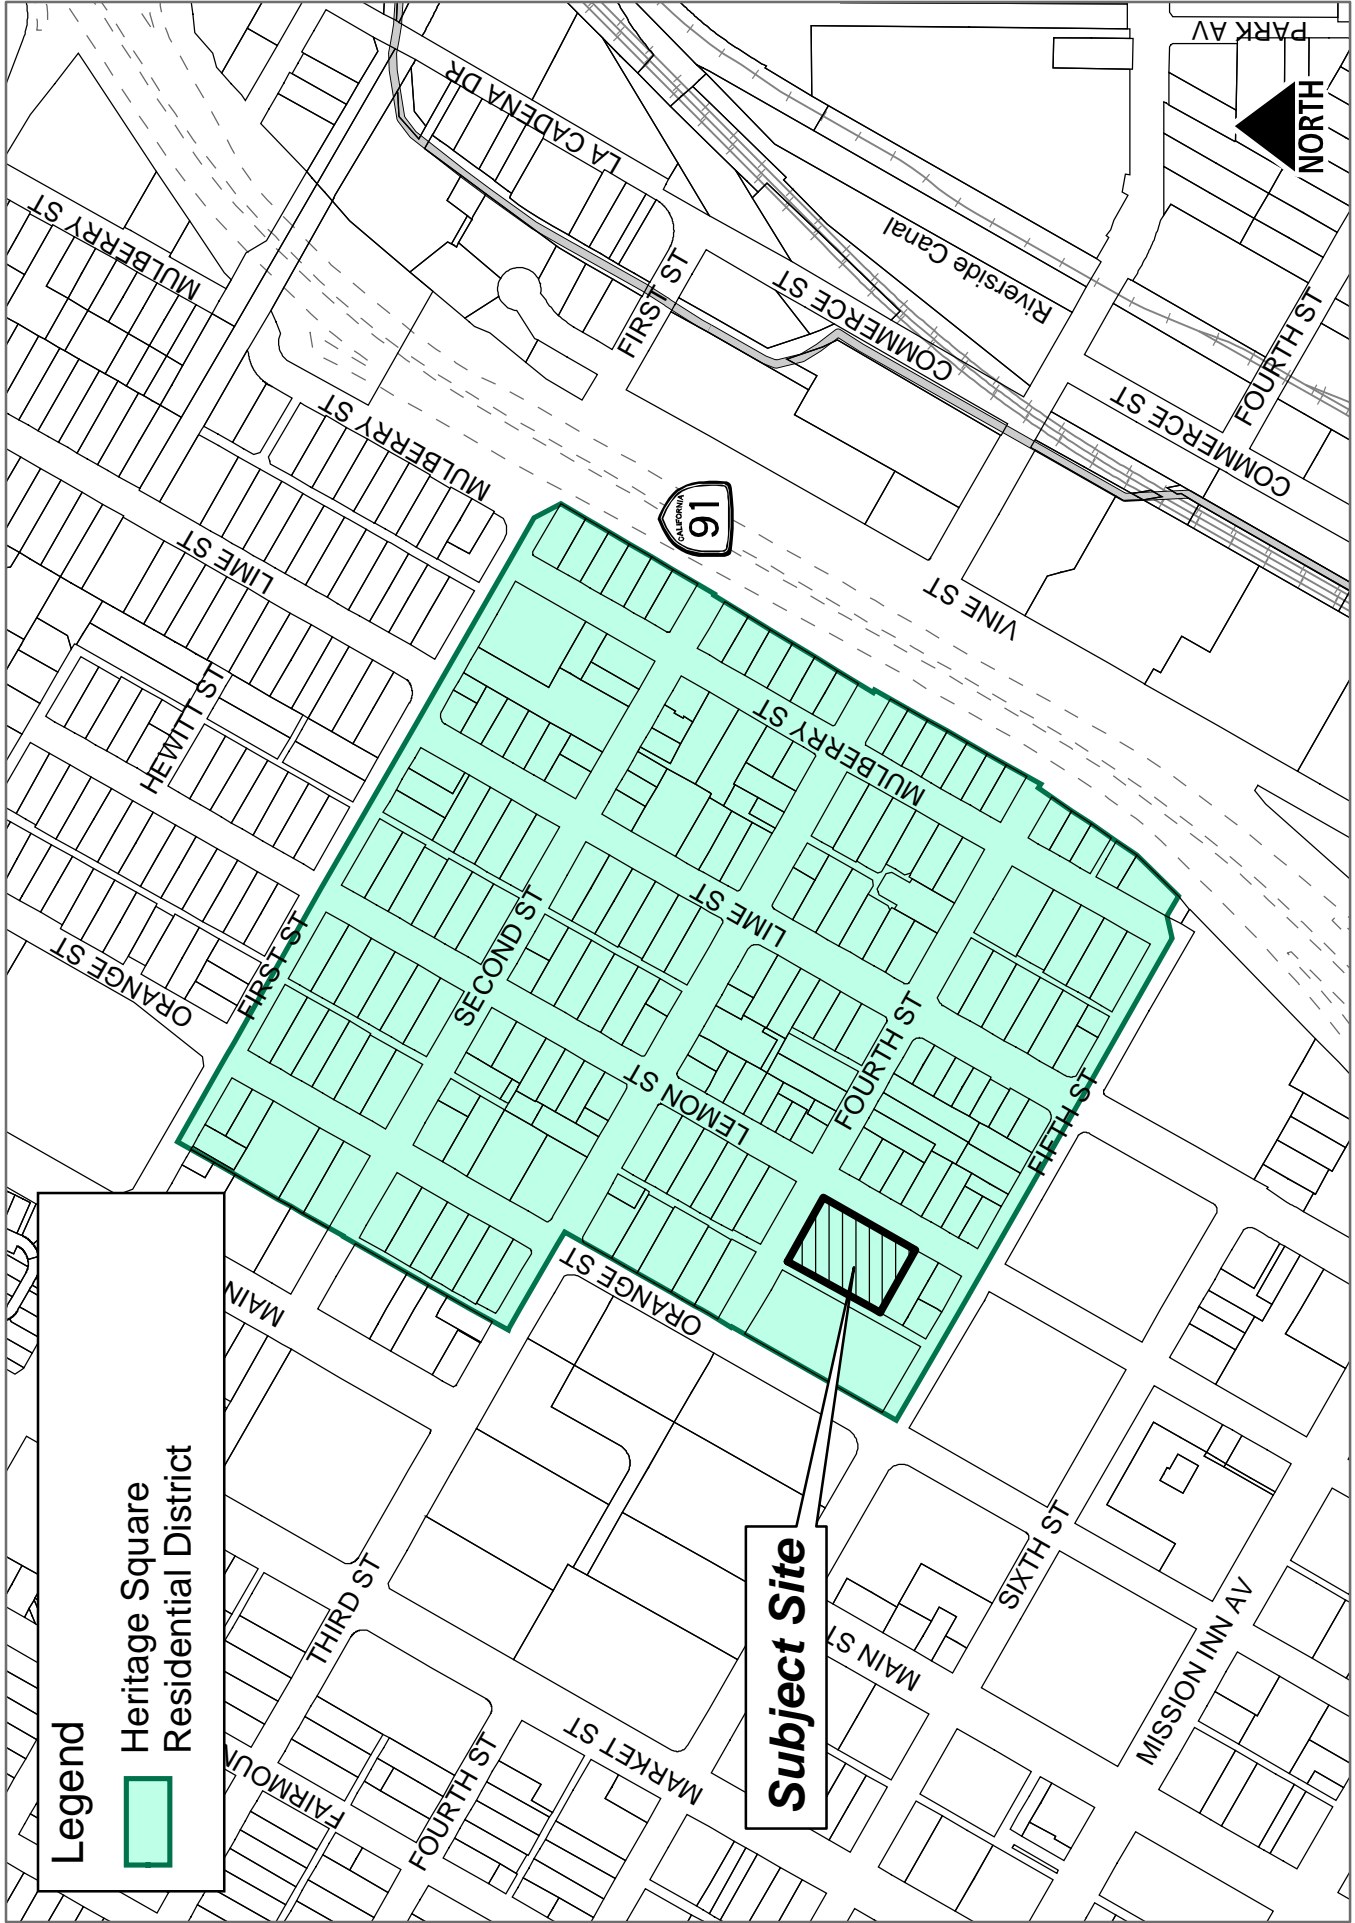 Legend
Heritage Square
Residential District
Subject Site
NORTH
PARK AV
LA CADENA DR
MULBERRY ST
FIRST ST
COMMERCE ST
Riverside Canal
FOURTH ST
COMMERCE ST
MULBERRY ST
LIME ST
CALIFORNIA
91
VINE ST
HEWITT ST
MULBERRY ST
ORANGE ST
FIRST ST
SECOND ST
LIME ST
LEMON ST
FOURTH ST
FIFTH ST
MAIN
ORANGE ST
THIRD ST
SIXTH ST
MISSION INN AV
MAIN ST
MARKET ST
FOURTH ST
FAIRMOUN